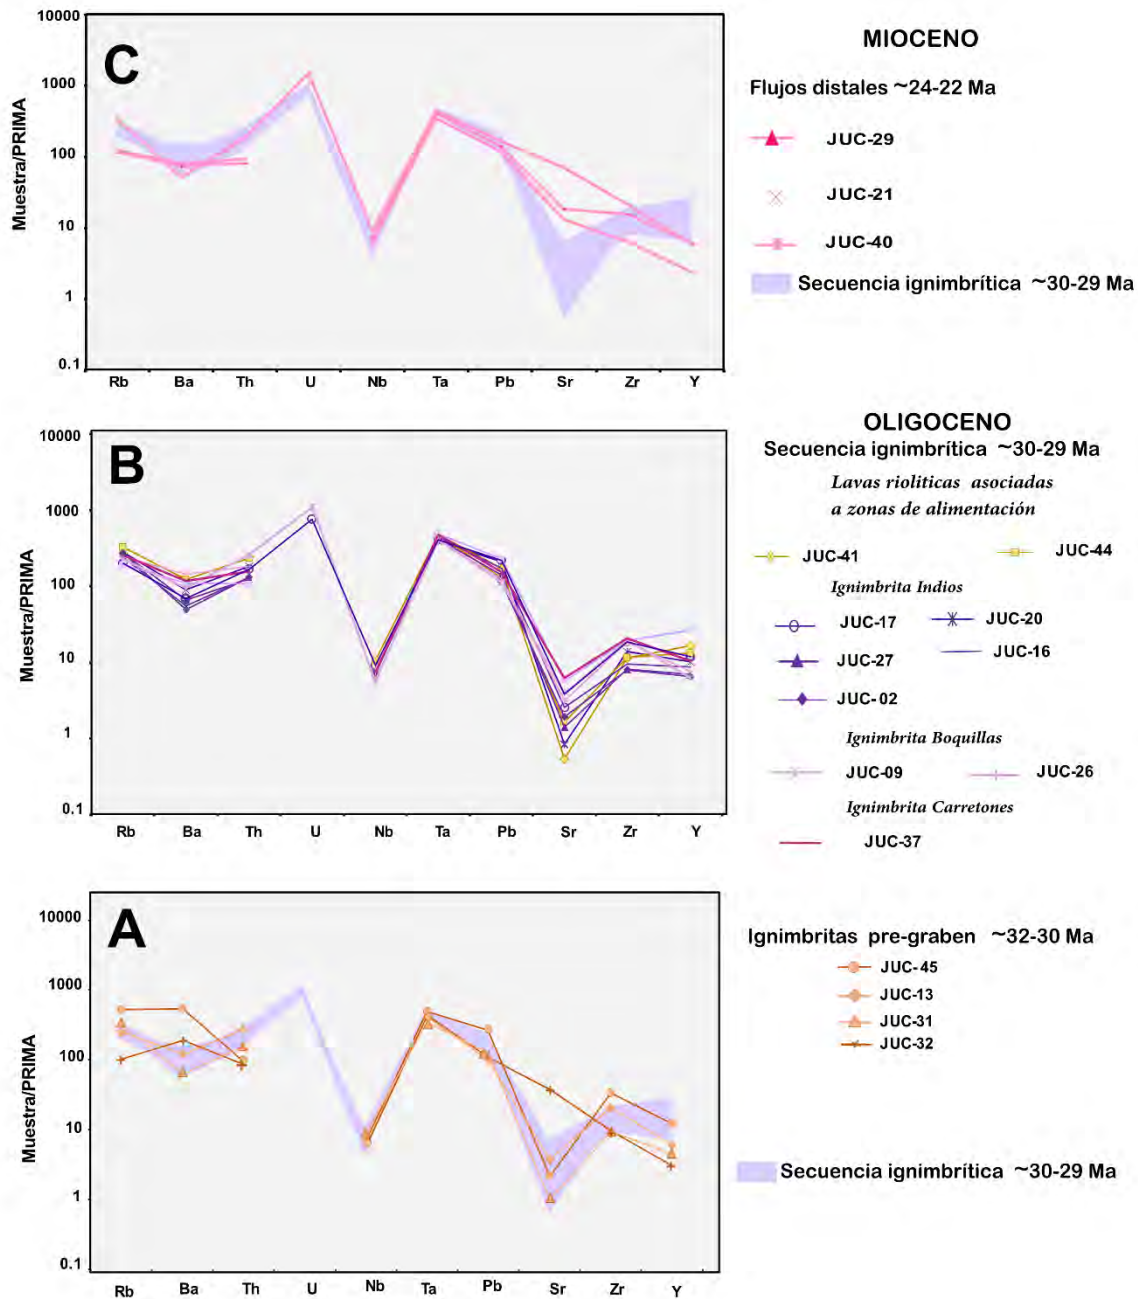 C
Muestra/PRIMA
10000
1000
100
10
1
0.1
Rb Ba Th U Nb Ta Pb Sr Zr Y
MIOCENO
Flujos distales ~24-22 Ma
JUC-29
JUC-21
JUC-40
Secuencia ignimbrítica ~30-29 Ma
B
Muestra/PRIMA
10000
1000
100
10
1
0.1
Rb Ba Th U Nb Ta Pb Sr Zr Y
OLIGOCENO
Secuencia ignimbrítica ~30-29 Ma
Lavas rioliticas asociadas
a zonas de alimentación
JUC-41 JUC-44
Ignimbrita Indios
JUC-17 JUC-20
JUC-27 JUC-16
JUC-02
Ignimbrita Boquillas
JUC-09 JUC-26
Ignimbrita Carretones
JUC-37
A
Muestra/PRIMA
10000
1000
100
10
1
0.1
Rb Ba Th U Nb Ta Pb Sr Zr Y
Ignimbritas pre-graben ~32-30 Ma
JUC-45
JUC-13
JUC-31
JUC-32
Secuencia ignimbrítica ~30-29 Ma